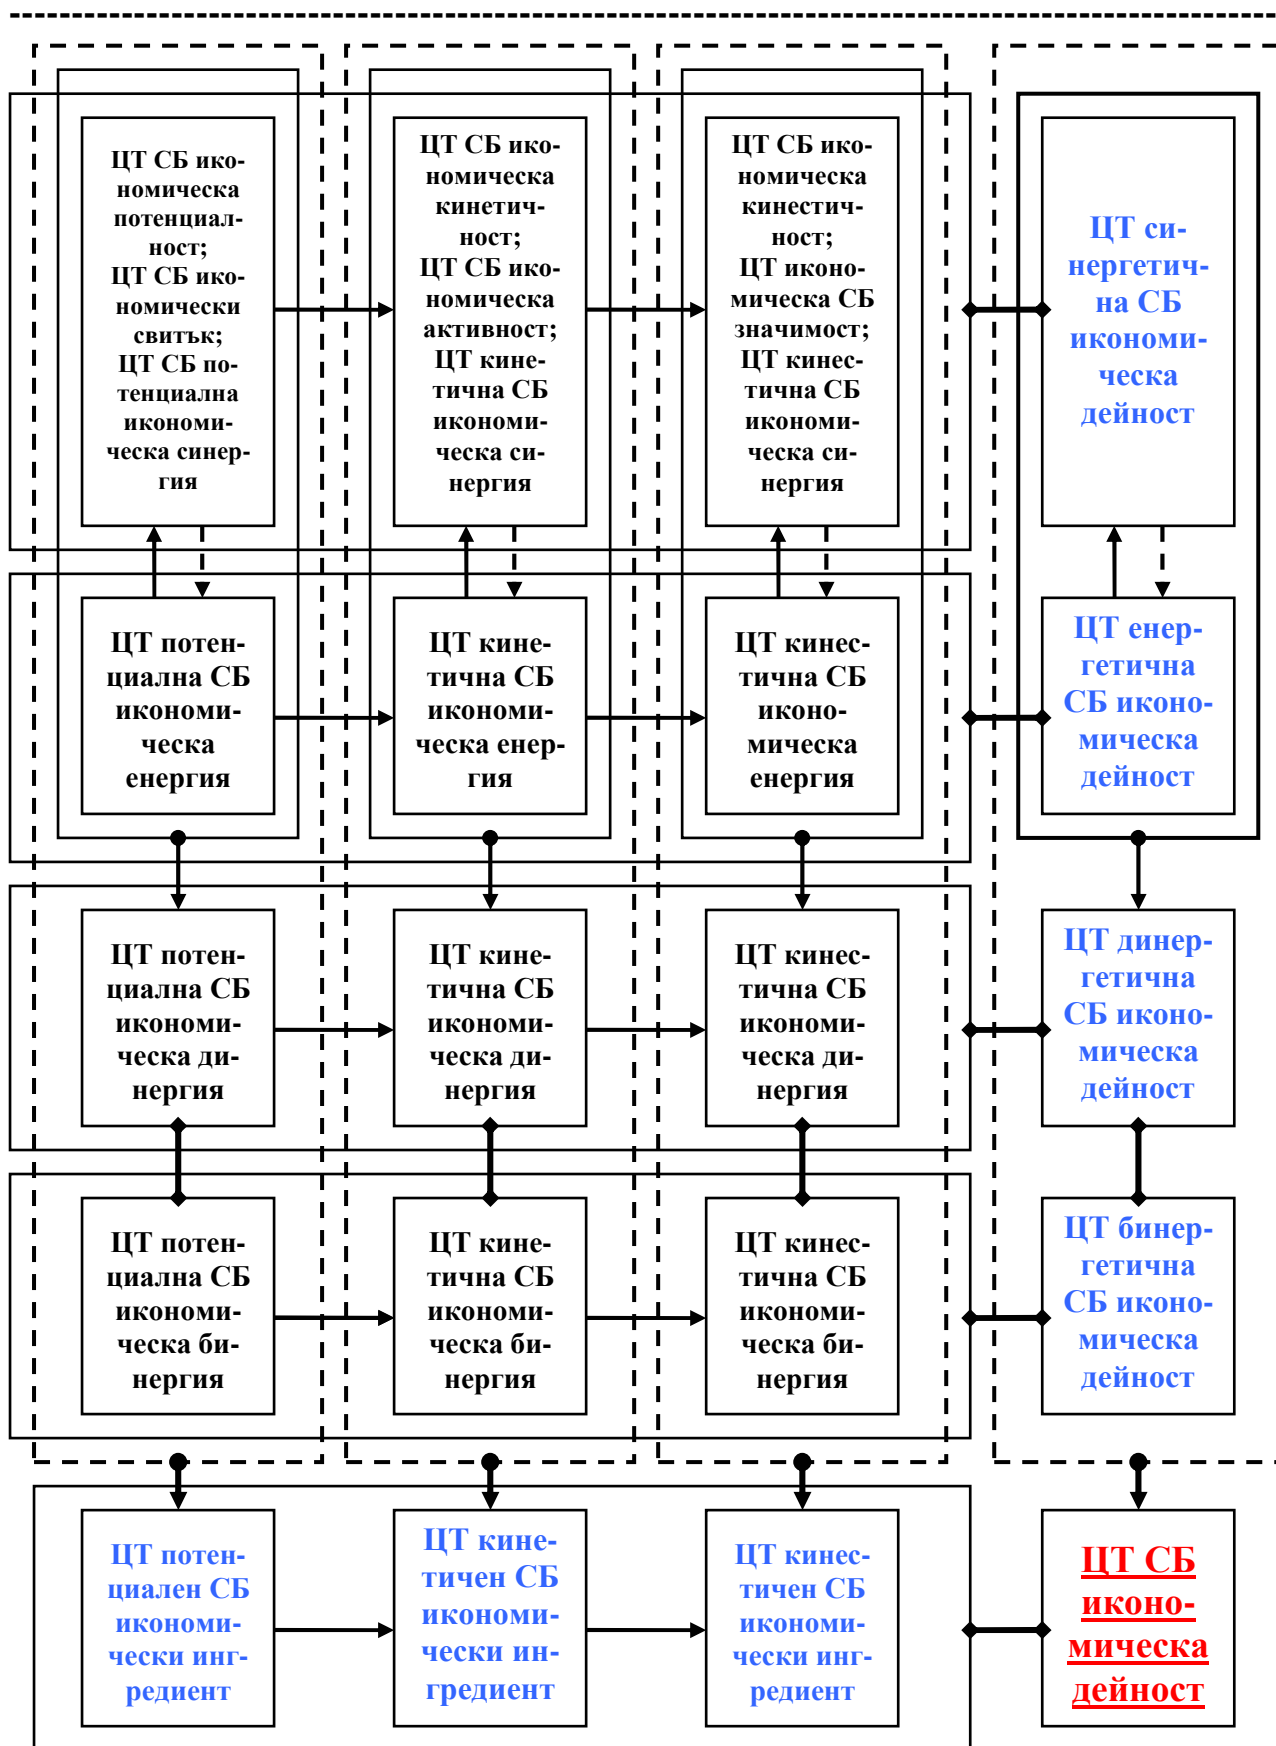 ЦТ СБ ико-
номическа
потенциал-
ност;
ЦТ СБ ико-
номически
свитък;
ЦТ СБ по-
тенциална
икономи-
ческа синер-
гия
ЦТ СБ ико-
номическа
кинетич-
ност;
ЦТ СБ ико-
номическа
активност;
ЦТ кине-
тична СБ
икономи-
ческа си-
нергия
ЦТ СБ ико-
номическа
кинестич-
ност;
ЦТ иконо-
мическа СБ
значимост;
ЦТ кинес-
тична СБ
икономи-
ческа си-
нергия
ЦТ си-
нергетич-
на СБ
икономи-
ческа
дейност
ЦТ потен-
циална СБ
икономи-
ческа
енергия
ЦТ кине-
тична СБ
икономи-
ческа енер-
гия
ЦТ кинес-
тична СБ
иконо-
мическа
енергия
ЦТ енер-
гетична
СБ иконо-
мическа
дейност
ЦТ потен-
циална СБ
икономи-
ческа ди-
нергия
ЦТ кине-
тична СБ
икономи-
ческа ди-
нергия
ЦТ кинес-
тична СБ
икономи-
ческа ди-
нергия
ЦТ динер-
гетична
СБ иконо-
мическа
дейност
ЦТ потен-
циална СБ
икономи-
ческа би-
нергия
ЦТ кине-
тична СБ
икономи-
ческа би-
нергия
ЦТ кинес-
тична СБ
икономи-
ческа би-
нергия
ЦТ бинер-
гетична
СБ иконо-
мическа
дейност
ЦТ потен-
циален СБ
икономи-
чески инг-
редиент
ЦТ кине-
тичен СБ
икономи-
чески ин-
гредиент
ЦТ кинес-
тичен СБ
икономи-
чески инг-
редиент
ЦТ СБ
иконо-
мическа
дейност